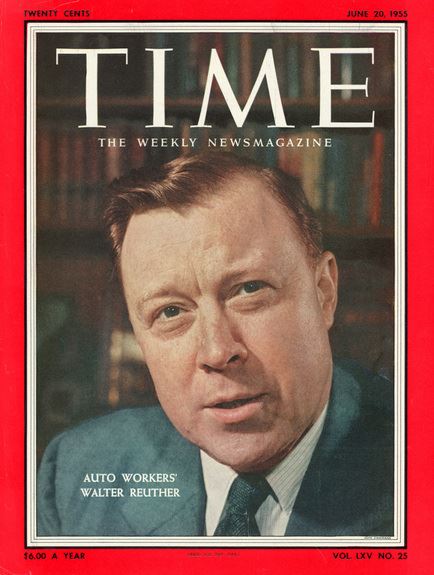 TWENTY CENTS
JUNE 20, 1955
TIME
THE WEEKLY NEWSMAGAZINE
AUTO WORKERS'
WALTER REUTHER
$6.00 A YEAR
VOL. LXV NO. 25